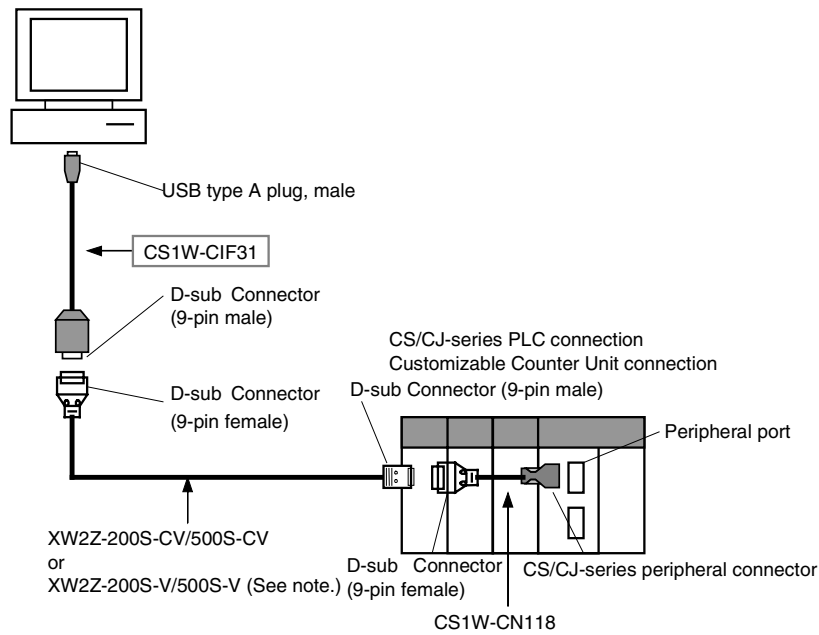 USB type A plug, male
CS1W-CIF31
D-sub Connector
(9-pin male)
CS/CJ-series PLC connection
Customizable Counter Unit connection
D-sub Connector (9-pin male)
D-sub Connector
(9-pin female)
Peripheral port
XW2Z-200S-CV/500S-CV
or
XW2Z-200S-V/500S-V (See note.)
D-sub Connector
(9-pin female)
CS/CJ-series peripheral connector
CS1W-CN118